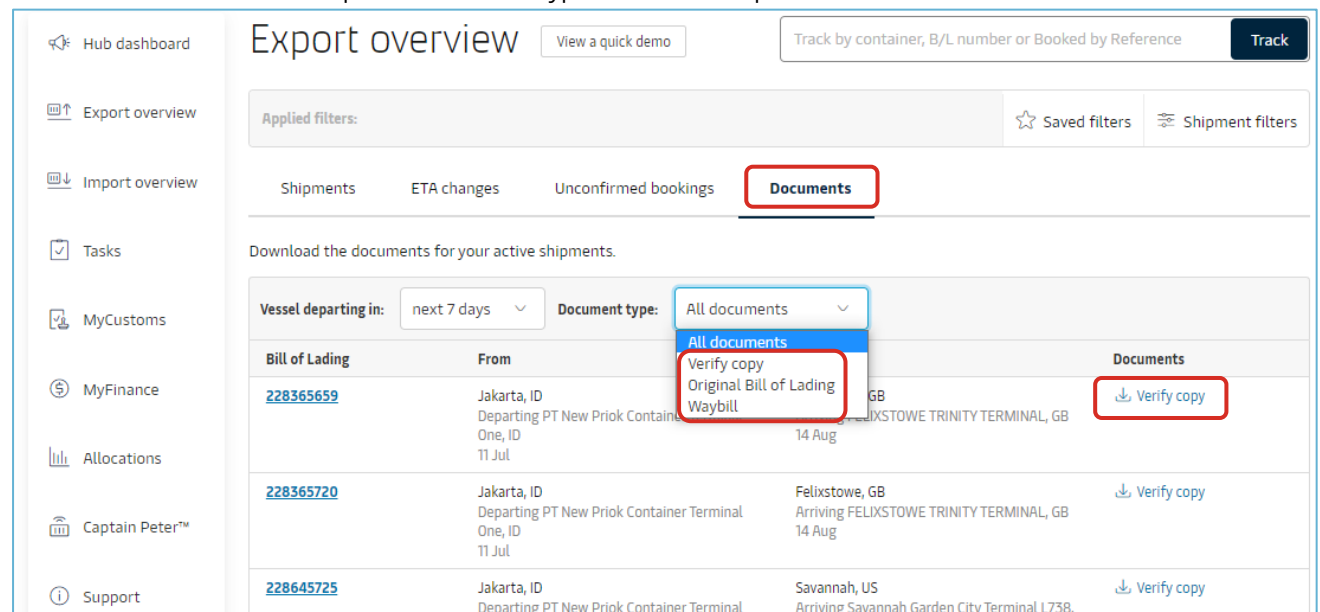 Hub dashboard
Export overview
View a quick demo
Track by container, B/L number or Booked by Reference
Track
Export overview
Applied filters:
Saved filters
Shipment filters
Import overview
Shipments
ETA changes
Unconfirmed bookings
Documents
Tasks
Download the documents for your active shipments.
MyCustoms
Vessel departing in:
next 7 days
Document type:
All documents
All documents
Verify copy
Original Bill of Lading
Waybill
Bill of Lading
From
Documents
MyFinance
228365659
Jakarta, ID
Departing PT New Priok Containe
One, ID
11 Jul
GB
FELIXSTOWE TRINITY TERMINAL, GB
14 Aug
Verify copy
Allocations
228365720
Jakarta, ID
Departing PT New Priok Container Terminal
One, ID
11 Jul
Felixstowe, GB
Arriving FELIXSTOWE TRINITY TERMINAL, GB
14 Aug
Verify copy
Captain Peter™
Support
228645725
Jakarta, ID
Departing PT New Priok Container Terminal
Savannah, US
Arriving Savannah Garden City Terminal L738,
Verify copy